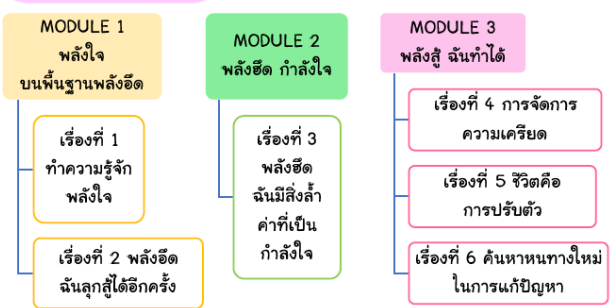 MODULE 1
พลังใจ
บนพื้นฐานพลังอึด
เรื่องที่ 1
ทำความรู้จัก
พลังใจ
เรื่องที่ 2 พลังอึด
ฉันลุกสู้ได้อีกครั้ง
MODULE 2
พลังฮึด กำลังใจ
เรื่องที่ 3
พลังฮึด
ฉันมีสิ่งล้ำ
ค่าที่เป็น
กำลังใจ
MODULE 3
พลังสู้ ฉันทำได้
เรื่องที่ 4 การจัดการ
ความเครียด
เรื่องที่ 5 ชีวิตคือ
การปรับตัว
เรื่องที่ 6 ค้นหาหนทางใหม่
ในการแก้ปัญหา